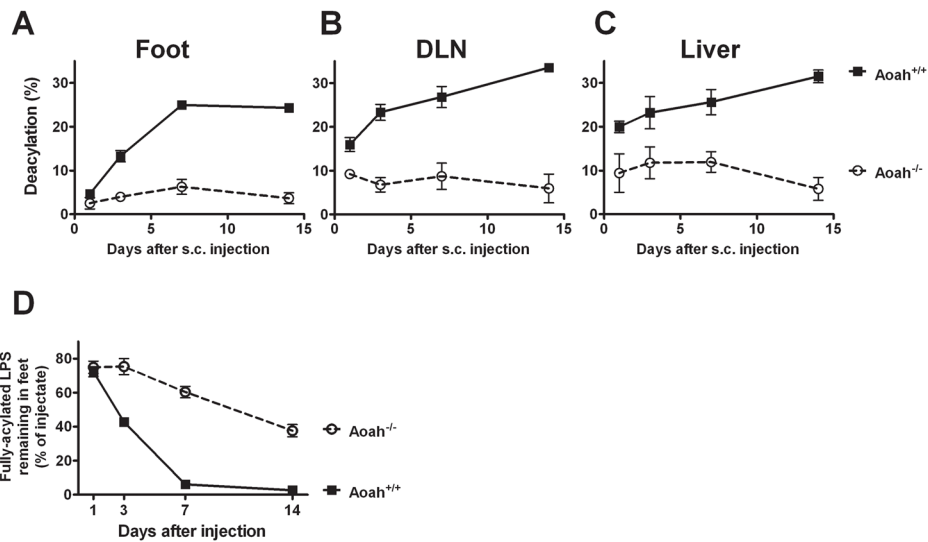 A
Foot
Deacylation (%)
30
20
10
0
0
5
10
15
Days after s.c. injection
B
DLN
30
20
10
0
0
5
10
15
Days after s.c. injection
C
Liver
30
20
10
0
0
5
10
15
Days after s.c. injection
Aoah+/+
Aoah-/-
D
Fully-acylated LPS
remaining in feet
(% of injectate)
80
60
40
20
0
1
3
7
14
Days after injection
Aoah-/-
Aoah+/+